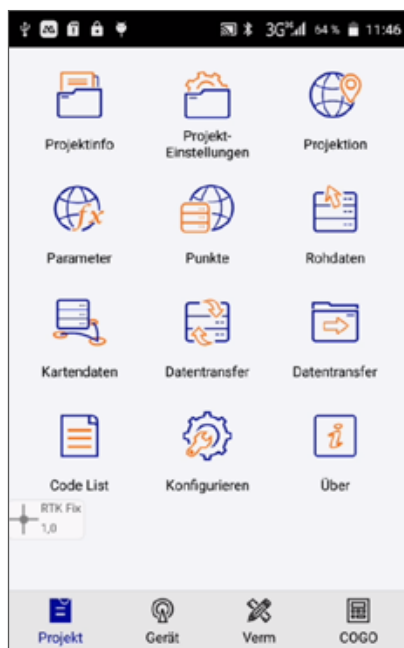 3G 64 % 11:46
Projektinfo
Projekt-
Einstellungen
Projektion
fx
Parameter
Punkte
Rohdaten
Kartendaten
Datentransfer
Datentransfer
Code List
Konfigurieren
i
Über
RTK Fix
1,0
Projekt
Gerät
Verm
COGO